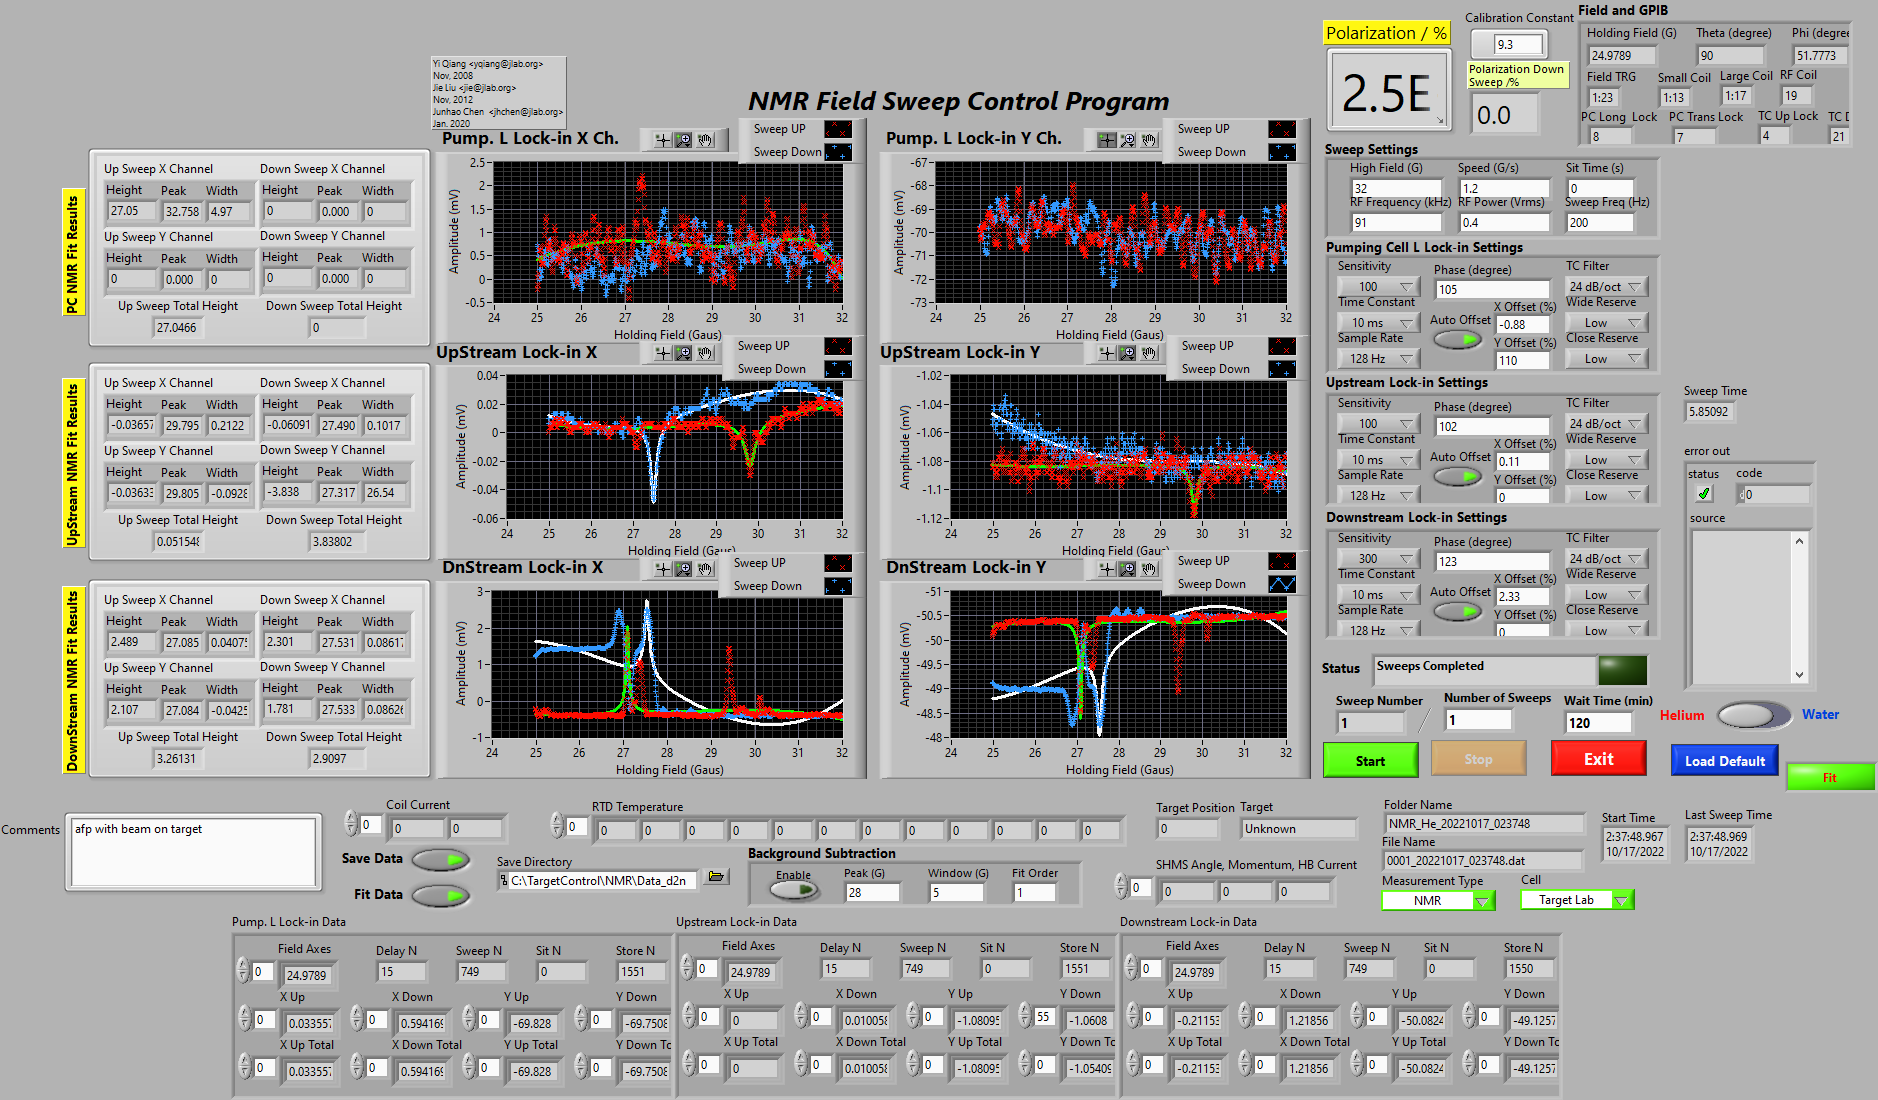 NMR Field Sweep Control Program
Yi Qiang <yqiang@jlab.org>
Nov, 2008
Jie Liu <jie@jlab.org>
Nov, 2012
Junhao Chen <jhchen@jlab.org>
Jan. 2020
Polarization / %
2.5E
Calibration Constant
9.3
Polarization Down
Sweep /%
0.0
Field and GPIB
Holding Field (G) Theta (degree) Phi (degree
24.9789 90 51.7773
Field TRG Small Coil Large Coil RF Coil
1:23 1:13 1:17 19
PC Long Lock PC Trans Lock TC Up Lock TC D
8 7 4 21
PC NMR Fit Results
Up Sweep X Channel Down Sweep X Channel
Height Peak Width Height Peak Width
27.05 32.758 4.97 0 0.000 0
Up Sweep Y Channel Down Sweep Y Channel
Height Peak Width Height Peak Width
0 0.000 0 0 0.000 0
Up Sweep Total Height Down Sweep Total Height
27.0466 0
UpStream NMR Fit Results
Up Sweep X Channel Down Sweep X Channel
Height Peak Width Height Peak Width
-0.03657 29.795 0.2122 -0.06091 27.490 0.1017
Up Sweep Y Channel Down Sweep Y Channel
Height Peak Width Height Peak Width
-0.03633 29.805 -0.0928 -3.838 27.317 26.54
Up Sweep Total Height Down Sweep Total Height
0.051548 3.83802
DownStream NMR Fit Results
Up Sweep X Channel Down Sweep X Channel
Height Peak Width Height Peak Width
2.489 27.085 0.04075 2.301 27.531 0.08617
Up Sweep Y Channel Down Sweep Y Channel
Height Peak Width Height Peak Width
2.107 27.084 -0.0425 1.781 27.533 0.08626
Up Sweep Total Height Down Sweep Total Height
3.26131 2.9097
Pump. L Lock-in X Ch.
Sweep UP
Sweep Down
Amplitude (mV)
2.5
2
1.5
1
0.5
0
-0.5
24 25 26 27 28 29 30 31 32
Holding Field (Gaus)
Pump. L Lock-in Y Ch.
Sweep UP
Sweep Down
Amplitude (mV)
-67
-68
-69
-70
-71
-72
-73
24 25 26 27 28 29 30 31 32
Holding Field (Gaus)
UpStream Lock-in X
Sweep UP
Sweep Down
Amplitude (mV)
0.04
0.02
0
-0.02
-0.04
-0.06
24 25 26 27 28 29 30 31 32
Holding Field (Gaus)
UpStream Lock-in Y
Sweep UP
Sweep Down
Amplitude (mV)
-1.02
-1.04
-1.06
-1.08
-1.1
-1.12
24 25 26 27 28 29 30 31 32
Holding Field (Gaus)
DnStream Lock-in X
Sweep UP
Sweep Down
Amplitude (mV)
3
2
1
0
-1
24 25 26 27 28 29 30 31 32
Holding Field (Gaus)
DnStream Lock-in Y
Sweep UP
Sweep Down
Amplitude (mV)
-51
-50.5
-50
-49.5
-49
-48.5
-48
24 25 26 27 28 29 30 31 32
Holding Field (Gaus)
Sweep Settings
High Field (G) Speed (G/s) Sit Time (s)
32 1.2 0
RF Frequency (kHz) RF Power (Vrms) Sweep Freq (Hz)
91 0.4 200
Pumping Cell L Lock-in Settings
Sensitivity Phase (degree) TC Filter
100 105 24 dB/oct
Time Constant X Offset (%) Wide Reserve
10 ms Auto Offset -0.88 Low
Sample Rate Y Offset (%) Close Reserve
128 Hz 110 Low
Upstream Lock-in Settings
Sensitivity Phase (degree) TC Filter
100 102 24 dB/oct
Time Constant X Offset (%) Wide Reserve
10 ms Auto Offset 0.11 Low
Sample Rate Y Offset (%) Close Reserve
128 Hz 0 Low
Downstream Lock-in Settings
Sensitivity Phase (degree) TC Filter
300 123 24 dB/oct
Time Constant X Offset (%) Wide Reserve
10 ms Auto Offset 2.33 Low
Sample Rate Y Offset (%) Close Reserve
128 Hz 0 Low
Sweep Time
5.85092
error out
status code
0
source
Status Sweeps Completed
Sweep Number Number of Sweeps Wait Time (min)
1 / 1 120
Helium Water
Start Stop Exit Load Default Fit
Comments
afp with beam on target
Coil Current
0 0 0
Save Data
Fit Data
RTD Temperature
0 0 0 0 0 0 0 0 0 0 0 0 0
Save Directory
C:\TargetControl\NMR\Data_d2n
Background Subtraction
Enable Peak (G) Window (G) Fit Order
28 5 1
Target Position Target
0 Unknown
SHMS Angle, Momentum, HB Current
0 0 0 0
Folder Name
NMR_He_20221017_023748
File Name
0001_20221017_023748.dat
Measurement Type Cell
NMR Target Lab
Start Time Last Sweep Time
2:37:48.967 2:37:48.969
10/17/2022 10/17/2022
Pump. L Lock-in Data
Field Axes Delay N Sweep N Sit N Store N
0 24.9789 15 749 0 1551
X Up X Down Y Up Y Down
0 0.033557 0 0.594169 0 -69.828 0 -69.7508
X Up Total X Down Total Y Up Total Y Down To
0 0.033557 0 0.594169 0 -69.828 0 -69.7508
Upstream Lock-in Data
Field Axes Delay N Sweep N Sit N Store N
0 24.9789 15 749 0 1551
X Up X Down Y Up Y Down
0 0 0 0.010058 0 -1.08095 55 -1.0608
X Up Total X Down Total Y Up Total Y Down Tc
0 0 0 0.010058 0 -1.08095 0 -1.05409
Downstream Lock-in Data
Field Axes Delay N Sweep N Sit N Store N
0 24.9789 15 749 0 1550
X Up X Down Y Up Y Down
0 -0.21153 0 1.21856 0 -50.0824 0 -49.1257
X Up Total X Down Total Y Up Total Y Down Tc
0 -0.21153 0 1.21856 0 -50.0824 0 -49.1257